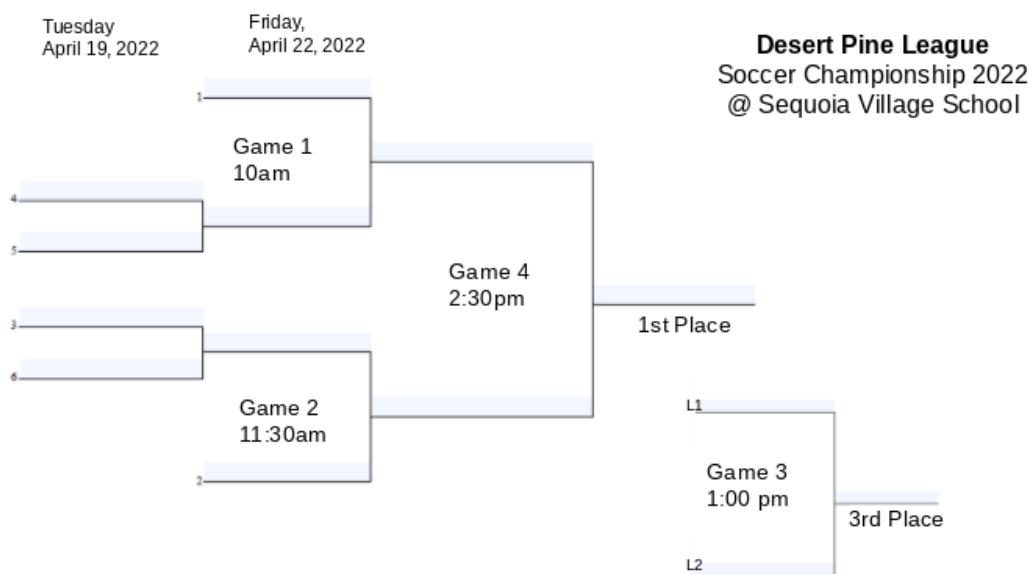 Tuesday
April 19, 2022
Friday,
April 22, 2022
Desert Pine League
Soccer Championship 2022
@ Sequoia Village School
1
Game 1
10am
4
5
Game 4
2:30pm
1st Place
3
6
Game 2
11:30am
2
L1
Game 3
1:00 pm
3rd Place
L2